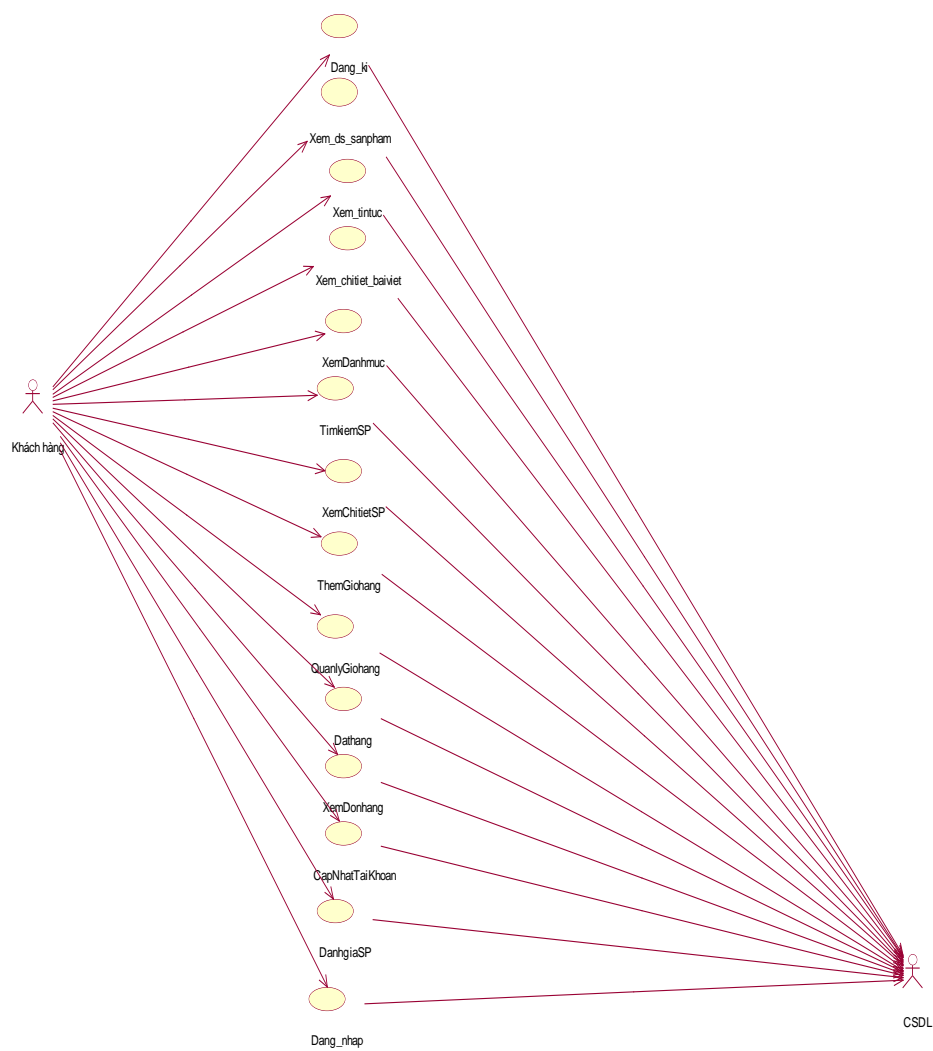 Dang_ki
Xem_ds_sanpham
Xem_tintuc
Xem_chitiet_baiviet
XemDanhmuc
TimkiemSP
Khách hàng
XemChitietSP
ThemGiohang
QuanlyGiohang
Dathang
XemDonhang
CapNhatTaiKhoan
DanhgiaSP
CSDL
Dang_nhap